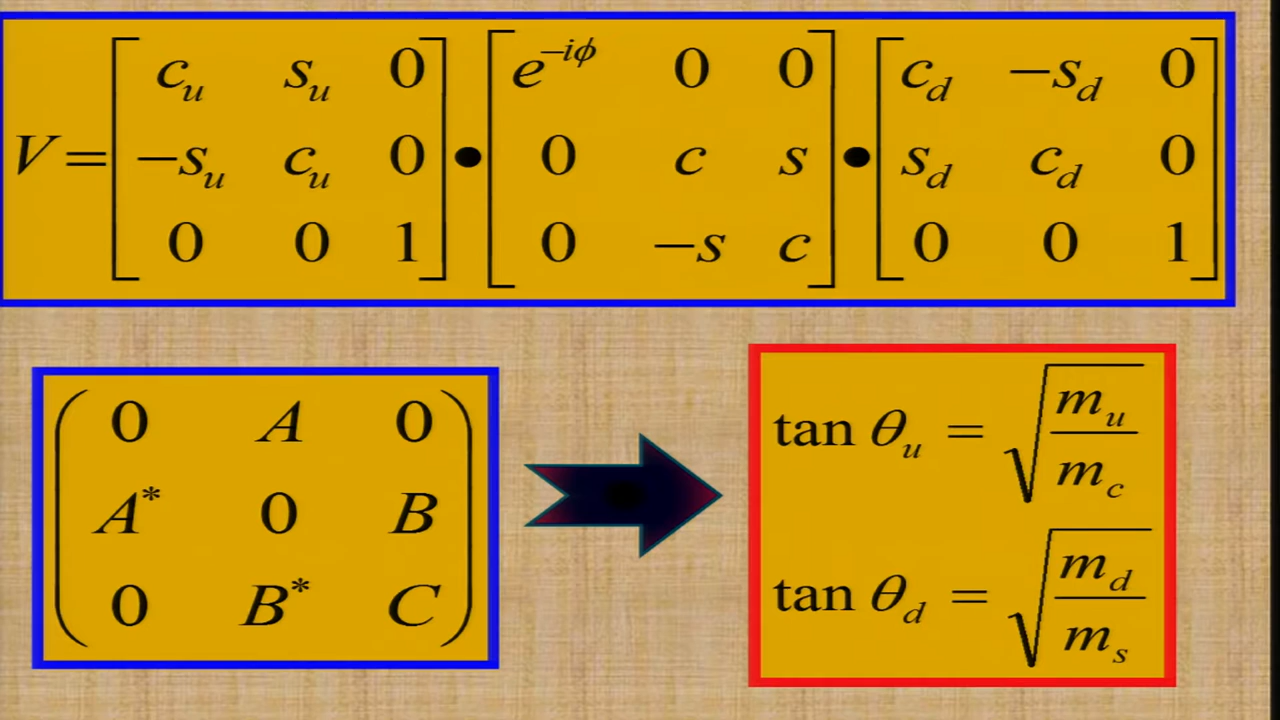 V = [ c_u s_u 0 ] • [ e^{−iφ} 0 0 ] • [ c_d −s_d 0 ]
[ −s_u c_u 0 ] [ 0 c s ] [ s_d c_d 0 ]
[ 0 0 1 ] [ 0 −s c ] [ 0 0 1 ]
( 0 A 0 )
( A* 0 B )
( 0 B* C )
tan θ_u = √(m_u / m_c)
tan θ_d = √(m_d / m_s)